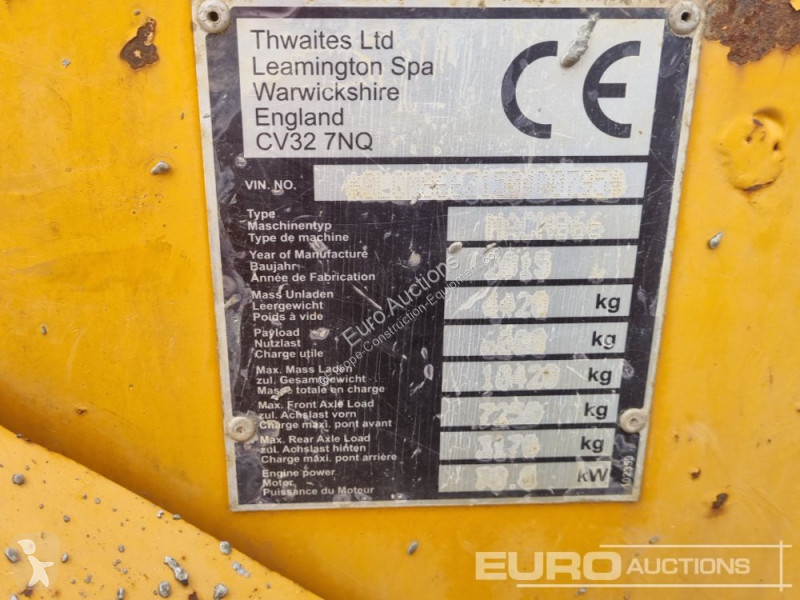 Thwaites Ltd
Leamington Spa
Warwickshire
England
CV32 7NQ
CE
VIN. NO.
Type
Maschinentyp
Type de machine
Year of Manufacture
Baujahr
Année de Fabrication
Mass Unladen
Leergewicht
Poids à vide
kg
Payload
Nutzlast
Charge utile
kg
Max. Mass Laden
zul. Gesamtgewicht
Masse totale en charge
kg
Max. Front Axle Load
zul. Achslast vorn
Charge maxi. pont avant
kg
Max. Rear Axle Load
zul. Achslast hinten
Charge maxi. pont arrière
kg
Engine power
Motor
Puissance du Moteur
kW
Euro Auctions
EURO AUCTIONS